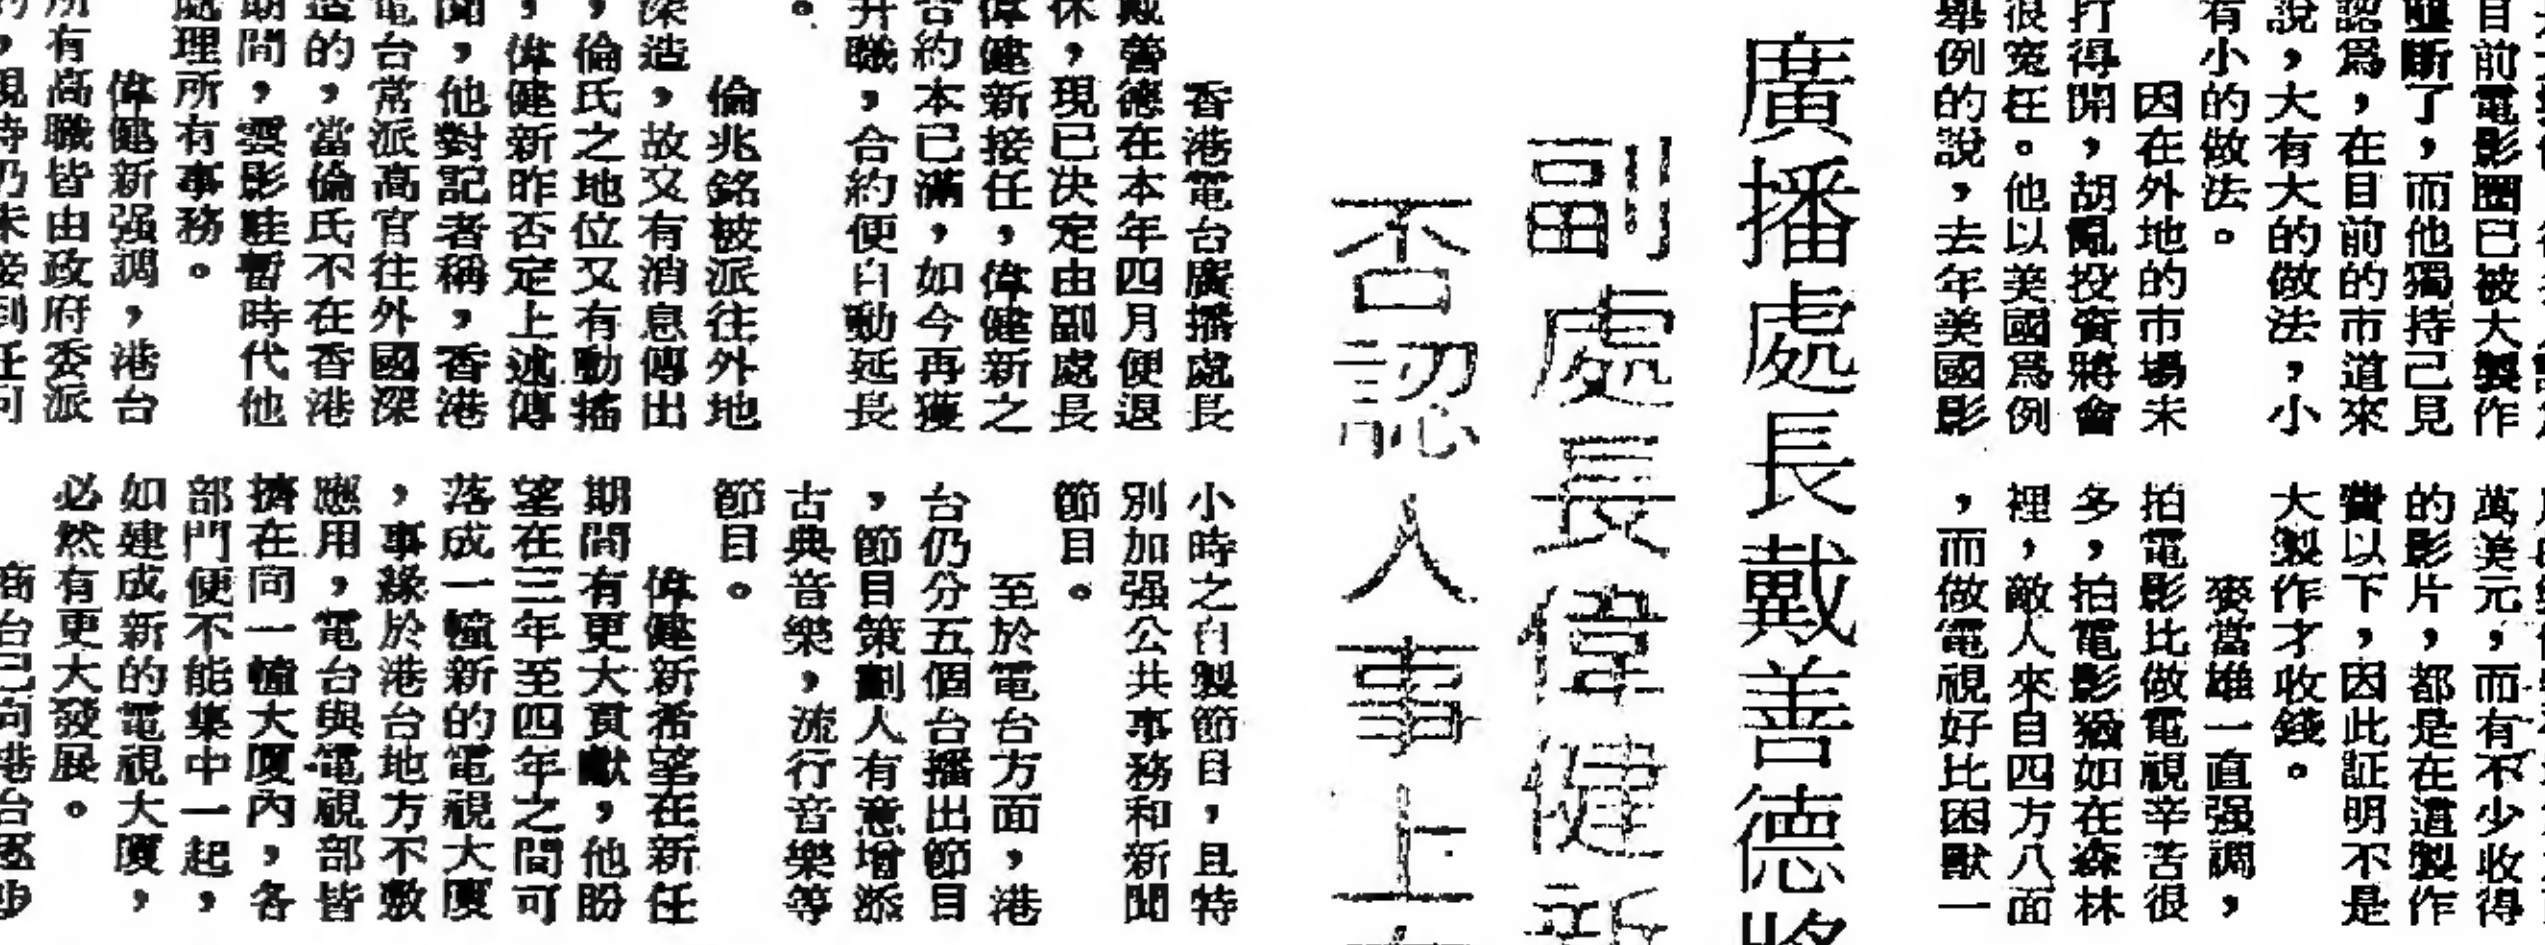 目前電影圈已被大製作
壟斷了，而他獨持己見
認爲，在目前的市道來
說，大有大的做法，小
有小的做法。
因在外地的市場未
打得開，胡亂投資將會
很寃枉。他以美國爲例
舉例的說，去年美國影
萬美元，而有不少收得
的影片，都是在這製作
費以下，因此証明不是
大製作才收錢。
麥當雄一直强調，
拍電影比做電視辛苦很
多，拍電影猶如在森林
裡，敵人來自四方八面
，而做電視好比困獸一
廣播處長戴善德將
副處長偉健新
否認人事上
香港電台廣播處長
戴善德在本年四月便退
休，現已決定由副處長
偉健新接任，偉健新之
合約本已滿，如今再獲
升職，合約便自動延長
。
倫兆銘被派往外地
深造，故又有消息傳出
，倫氏之地位又有動搖
，偉健新昨否定上述傳
聞，他對記者稱，香港
電台常派高官往外國深
造的，當倫氏不在香港
期間，雲影畦暫時代他
處理所有事務。
偉健新强調，港台
所有高職皆由政府委派
的，現時仍未接到任何
小時之自製節目，且特
別加强公共事務和新聞
節目。
至於電台方面，港
台仍分五個台播出節目
，節目策劃人有意增添
古典音樂，流行音樂等
節目。
偉健新希望在新任
期間有更大貢獻，他盼
望在三年至四年之間可
落成一幢新的電視大廈
，事緣於港台地方不敷
應用，電台與電視部皆
擠在同一幢大厦內，各
部門便不能集中一起，
如建成新的電視大廈，
必然有更大發展。
商台已向港台